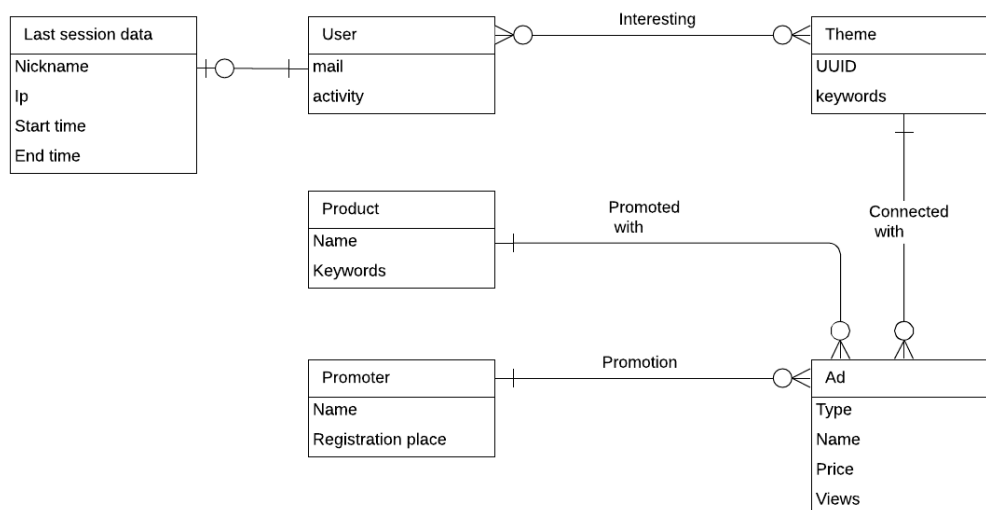 Last session data
Nickname
Ip
Start time
End time
User
mail
activity
Interesting
Theme
UUID
keywords
Product
Name
Keywords
Promoted
with
Connected
with
Promoter
Name
Registration place
Promotion
Ad
Type
Name
Price
Views